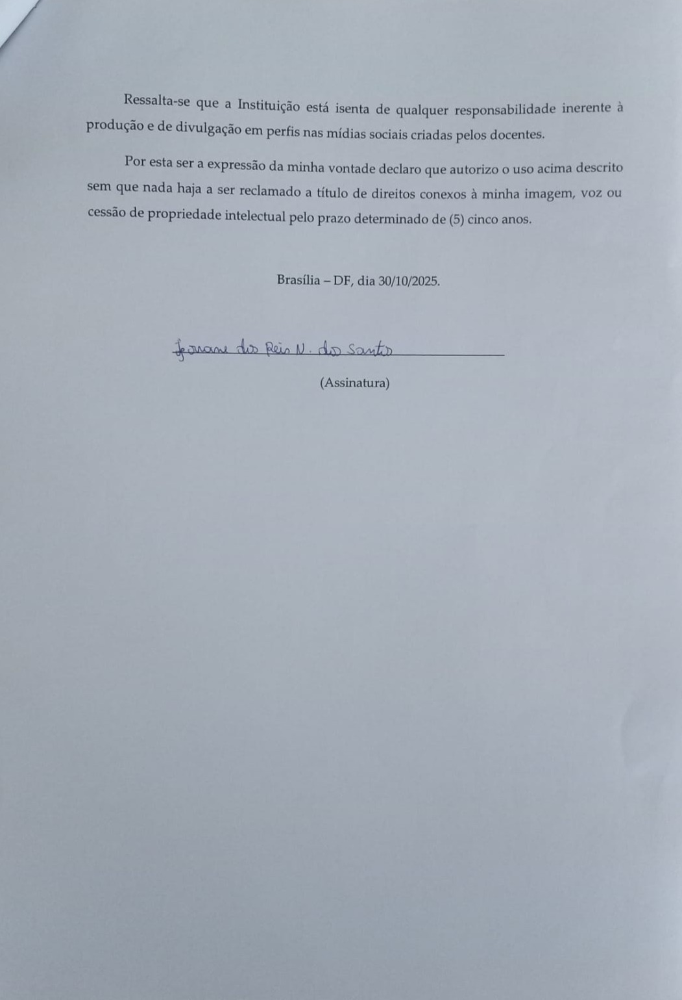 Ressalta-se que a Instituição está isenta de qualquer responsabilidade inerente à
produção e de divulgação em perfis nas mídias sociais criadas pelos docentes.
Por esta ser a expressão da minha vontade declaro que autorizo o uso acima descrito
sem que nada haja a ser reclamado a título de direitos conexos à minha imagem, voz ou
cessão de propriedade intelectual pelo prazo determinado de (5) cinco anos.
Brasília – DF, dia 30/10/2025.
dos Reis N. dos Santos
(Assinatura)